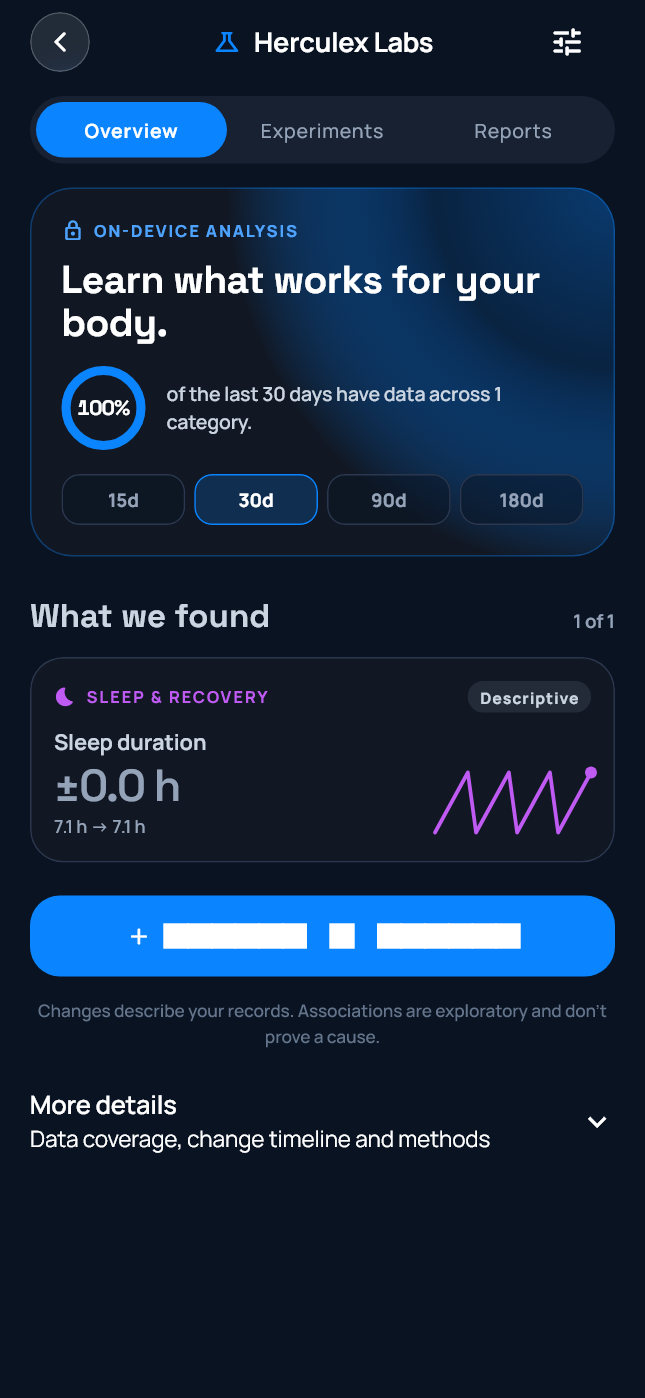 Herculex Labs
Overview Experiments Reports
ON-DEVICE ANALYSIS
Learn what works for your
body.
100%
of the last 30 days have data across 1
category.
15d 30d 90d 180d
What we found
1 of 1
SLEEP & RECOVERY
Descriptive
Sleep duration
±0.0 h
7.1 h → 7.1 h
+
Changes describe your records. Associations are exploratory and don't
prove a cause.
More details
Data coverage, change timeline and methods